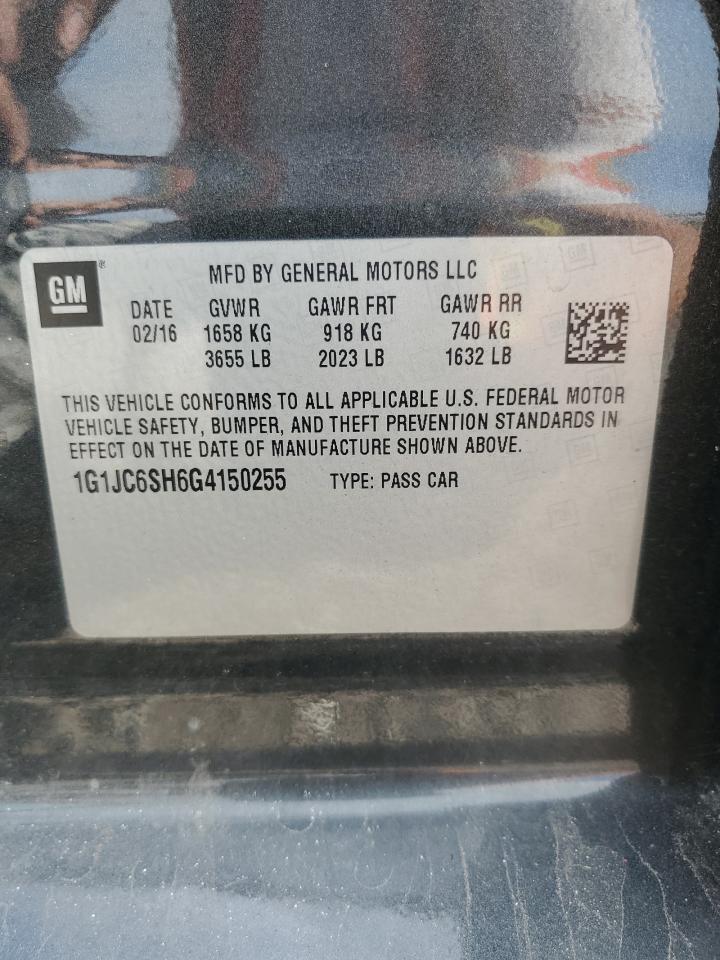 GM®
MFD BY GENERAL MOTORS LLC
DATE GVWR GAWR FRT GAWR RR
02/16 1658 KG 918 KG 740 KG
3655 LB 2023 LB 1632 LB
THIS VEHICLE CONFORMS TO ALL APPLICABLE U.S. FEDERAL MOTOR
VEHICLE SAFETY, BUMPER, AND THEFT PREVENTION STANDARDS IN
EFFECT ON THE DATE OF MANUFACTURE SHOWN ABOVE.
1G1JC6SH6G4150255 TYPE: PASS CAR